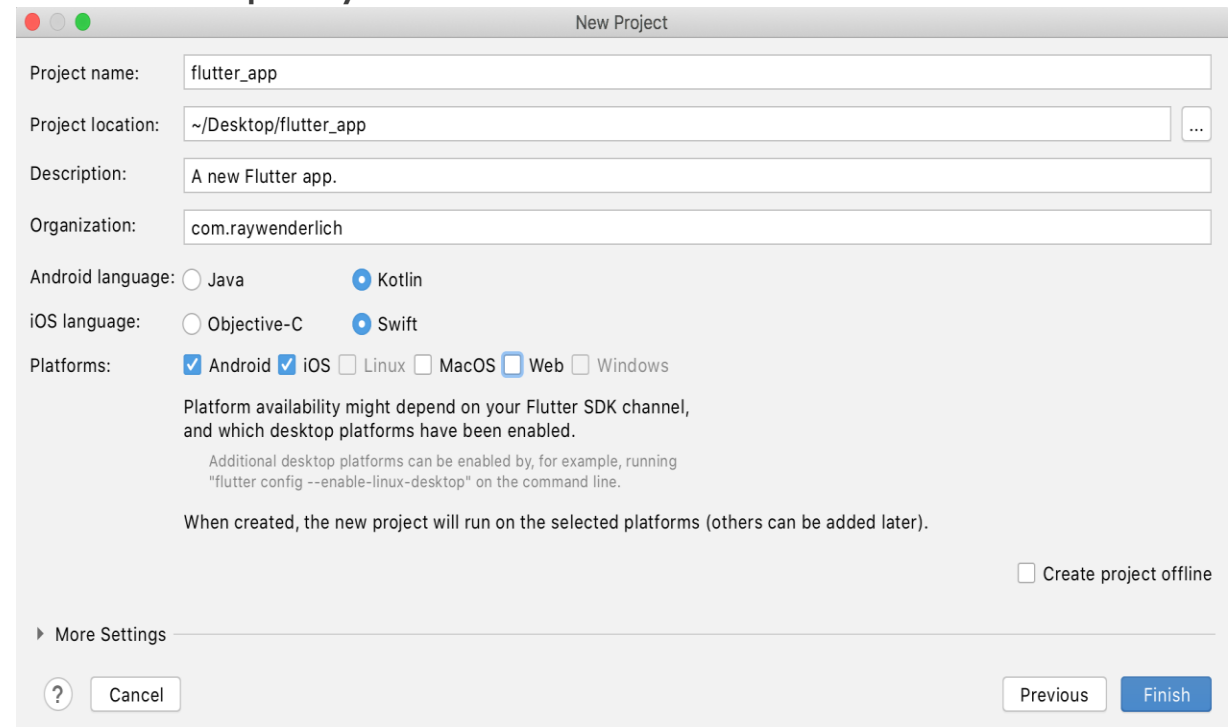 New Project
Project name: flutter_app
Project location: ~/Desktop/flutter_app ...
Description: A new Flutter app.
Organization: com.raywenderlich
Android language: Java Kotlin
iOS language: Objective-C Swift
Platforms: Android iOS Linux MacOS Web Windows
Platform availability might depend on your Flutter SDK channel,
and which desktop platforms have been enabled.
Additional desktop platforms can be enabled by, for example, running
"flutter config --enable-linux-desktop" on the command line.
When created, the new project will run on the selected platforms (others can be added later).
Create project offline
More Settings
? Cancel Previous Finish